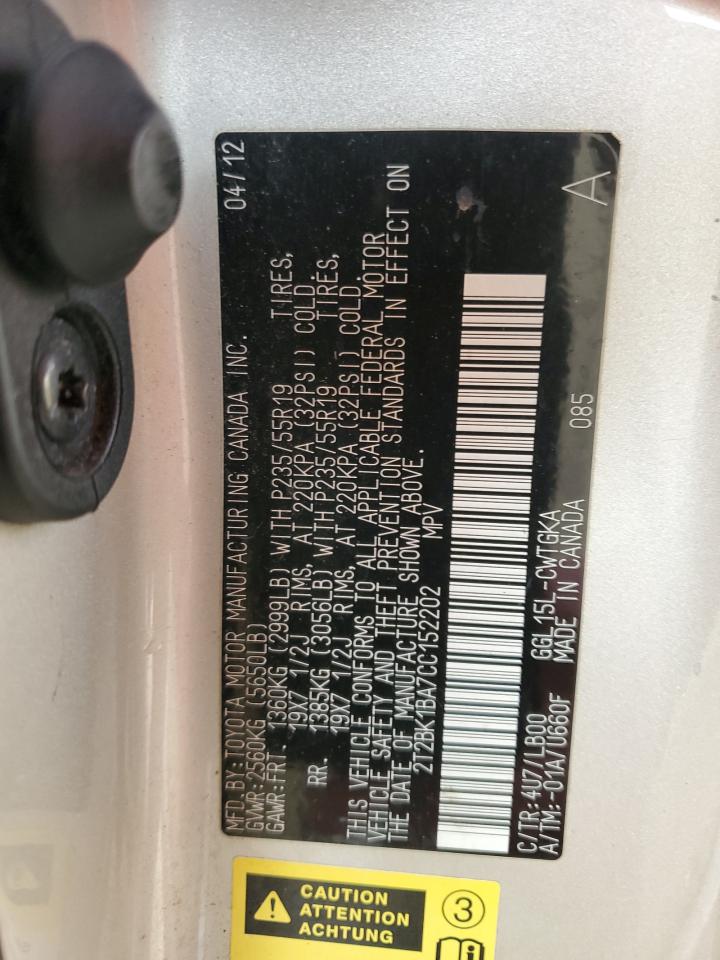 MFD.BY:TOYOTA MOTOR MANUFACTURING CANADA INC. 04/12
GVWR:2560KG (5650LB)
GAWR:FRT. 1360KG (2999LB) WITH P235/55R19 TIRES,
19X7 1/2J RIMS, AT 220KPA (32PSI) COLD.
RR. 1385KG (3056LB) WITH P235/55R19 TIRES,
19X7 1/2J RIMS, AT 220KPA (32PSI) COLD.
THIS VEHICLE CONFORMS TO ALL APPLICABLE FEDERAL MOTOR
VEHICLE SAFETY AND THEFT PREVENTION STANDARDS IN EFFECT ON
THE DATE OF MANUFACTURE SHOWN ABOVE.
2T2BK1BA7CC152202 MPV
C/TR:4U7/LB00 GGL15L-CWTGKA 085
A/TM:-01A/U660F MADE IN CANADA A
CAUTION
ATTENTION
ACHTUNG
3